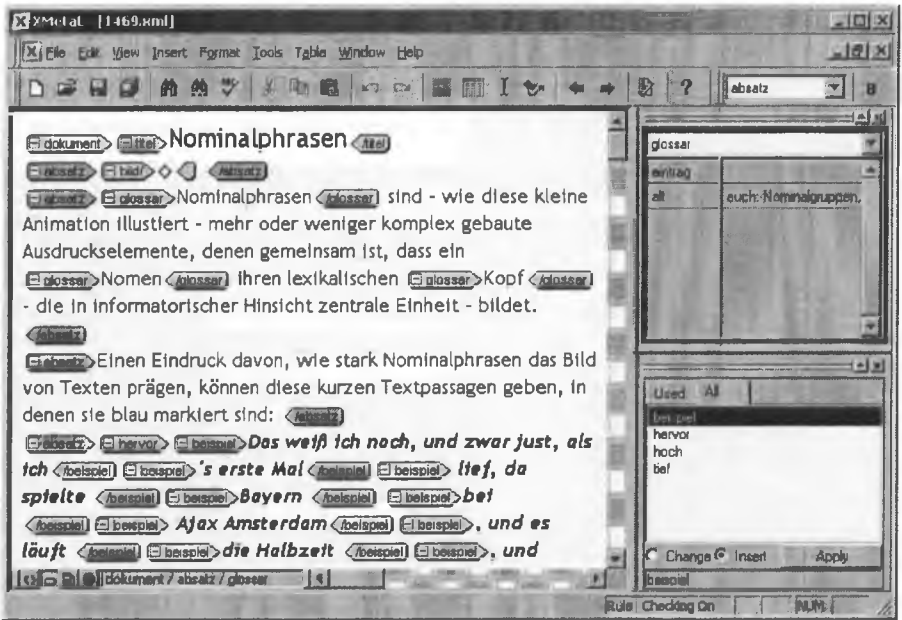 XMetaL - [1469.xml]
File Edit View Insert Format Tools Table Window Help
absatz B
dokument titel Nominalphrasen /titel
absatz bild /absatz
absatz glossar Nominalphrasen /glossar sind - wie diese kleine
Animation illustiert - mehr oder weniger komplex gebaute
Ausdruckselemente, denen gemeinsam ist, dass ein
glossar Nomen /glossar ihren lexikalischen glossar Kopf /glossar
- die in informatorischer Hinsicht zentrale Einheit - bildet.
/absatz
absatz Einen Eindruck davon, wie stark Nominalphrasen das Bild
von Texten prägen, können diese kurzen Textpassagen geben, in
denen sie blau markiert sind: /absatz
absatz hervor beispiel Das weiß ich noch, und zwar just, als
ich /beispiel beispiel 's erste Mal /beispiel lief, da
spielte /beispiel beispiel Bayern /beispiel beispiel bei
/beispiel beispiel Ajax Amsterdam /beispiel beispiel , und es
läuft /beispiel beispiel die Halbzeit /beispiel beispiel , und
dokument / absatz / glossar
glossar
eintrag
alt auch: Nominalgruppen,
Used All
beispiel
hervor
hoch
tief
Change Insert Apply
beispiel
Rule Checking On NUM